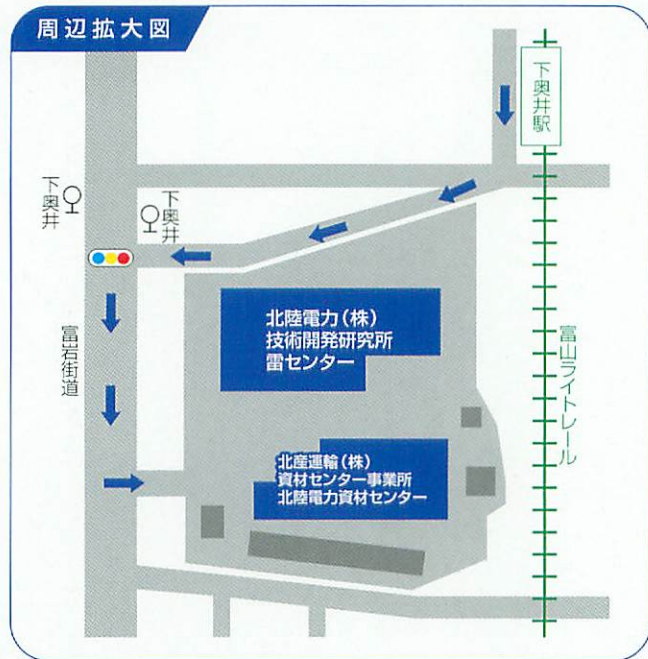 周辺拡大図
下奥井駅
下奥井
下奥井
北陸電力（株）
技術開発研究所
雷センター
富岩街道
富山ライトレール
北産運輸（株）
資材センター事業所
北陸電力資材センター